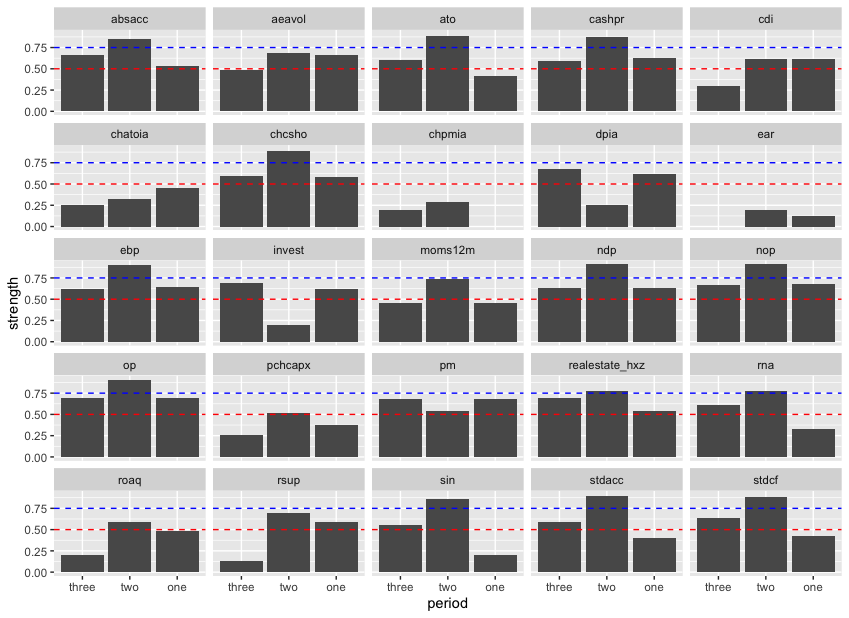 absacc aeavol ato cashpr cdi
0.75
0.50
0.25
0.00
chatoia chcsho chpmia dpia ear
0.75
0.50
0.25
0.00
ebp invest moms12m ndp nop
0.75
0.50
0.25
0.00
strength
op pchcapx pm realestate_hxz rna
0.75
0.50
0.25
0.00
roaq rsup sin stdacc stdcf
0.75
0.50
0.25
0.00
three two one three two one three two one three two one three two one
period